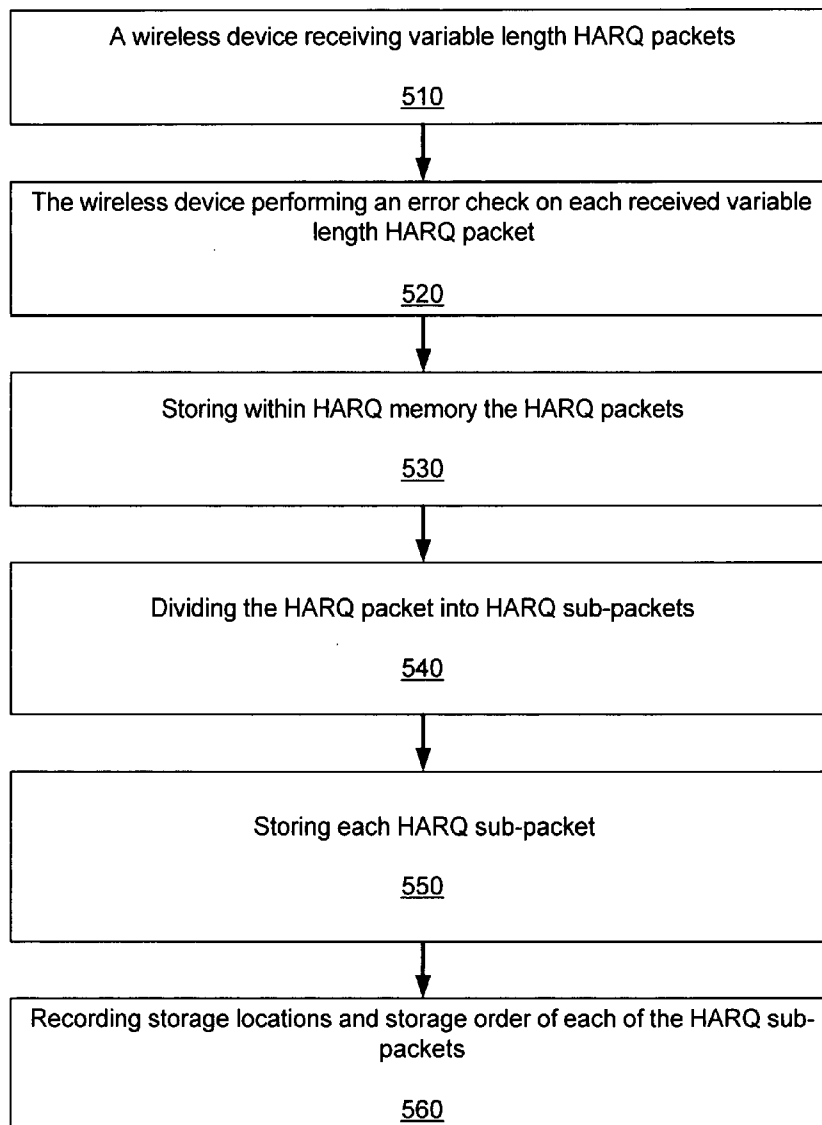 A wireless device receiving variable length HARQ packets
510
The wireless device performing an error check on each received variable
length HARQ packet
520
Storing within HARQ memory the HARQ packets
530
Dividing the HARQ packet into HARQ sub-packets
540
Storing each HARQ sub-packet
550
Recording storage locations and storage order of each of the HARQ sub-
packets
560